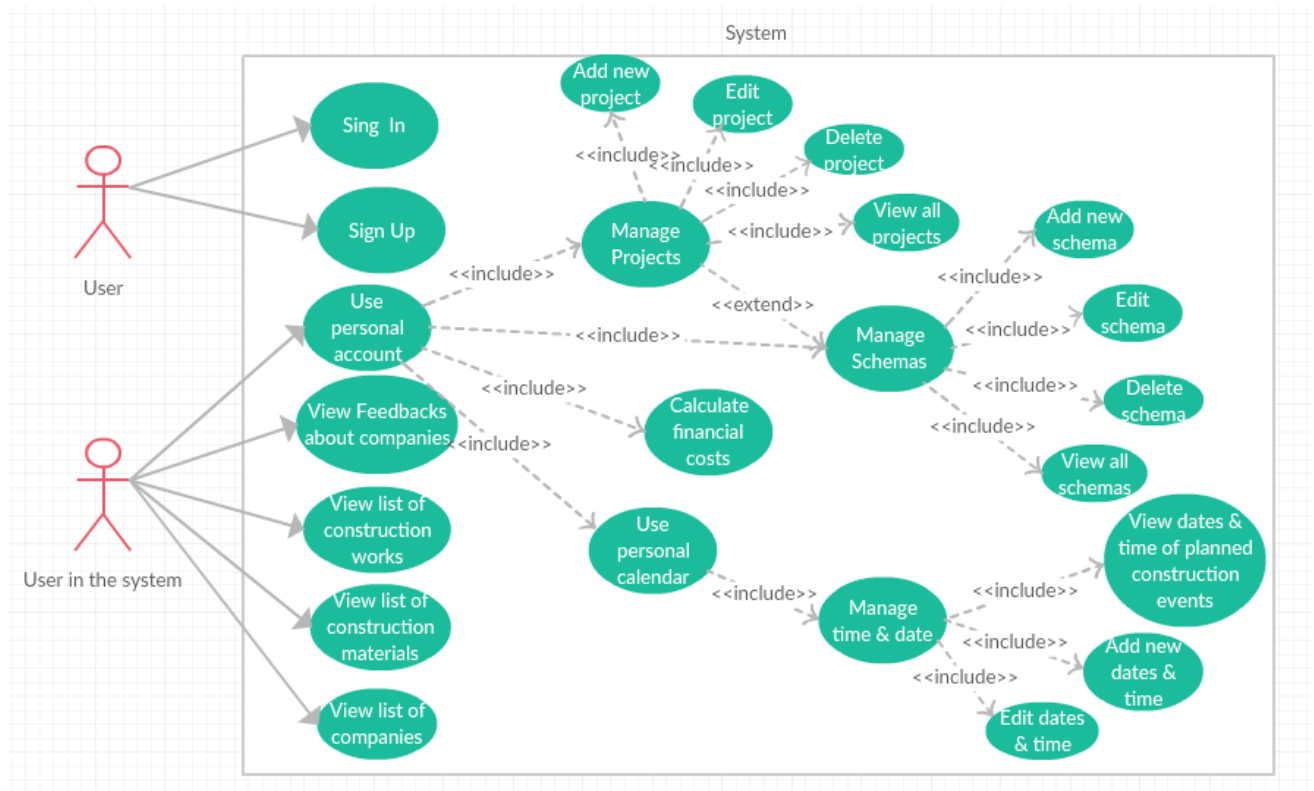 System
Add new
project
Edit
project
Delete
project
View all
projects
Sing In
Sign Up
User
Manage
Projects
<<include>>
<<include>>
<<include>>
<<include>>
<<include>>
<<extend>>
<<include>>
<<include>>
<<include>>
Use
personal
account
Manage
Schemas
Add new
schema
Edit
schema
Delete
schema
View all
schemas
<<include>>
<<include>>
<<include>>
<<include>>
View Feedbacks
about companies
Calculate
financial
costs
View list of
construction
works
Use
personal
calendar
User in the system
View list of
construction
materials
View list of
companies
<<include>>
Manage
time & date
<<include>>
<<include>>
<<include>>
View dates &
time of planned
construction
events
Add new
dates &
time
Edit dates
& time